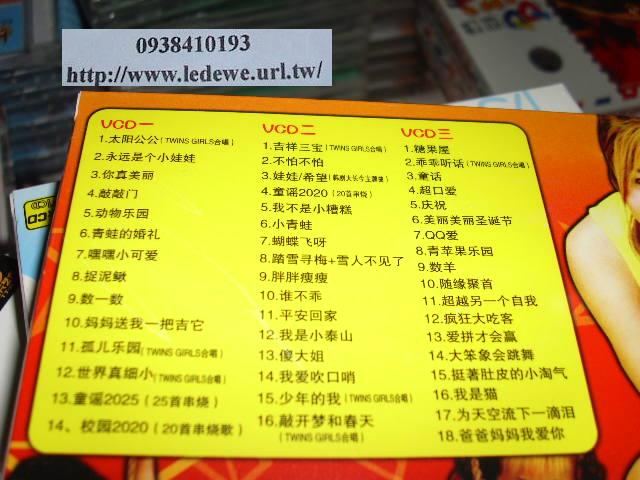 0938410193
http://www.ledewe.url.tw/
VCD一
1.太阳公公(TWINS GIRLS合唱)
2.永远是个小娃娃
3.你真美丽
4.敲敲门
5.动物乐园
6.青蛙的婚礼
7.嘿嘿小可爱
8.捉泥鳅
9.数一数
10.妈妈送我一把吉它
11.孤儿乐园(TWINS GIRLS合唱)
12.世界真细小(TWINS GIRLS合唱)
13.童谣2025(25首串烧)
14、校园2020(20首串烧歌)
VCD二
1.吉祥三宝(TWINS GIRLS合唱)
2.不怕不怕
3.娃娃/希望(韩剧大长今主题曲)
4.童谣2020(20首串烧)
5.我不是小糟糕
6.小青蛙
7.蝴蝶飞呀
8.踏雪寻梅+雪人不见了
9.胖胖瘦瘦
10.谁不乖
11.平安回家
12.我是小泰山
13.傻大姐
14.我爱吹口哨
15.少年的我(TWINS GIRLS合唱)
16.敲开梦和春天
(TWINS GIRLS合唱)
VCD三
1.糖果屋
2.乖乖听话(TWINS GIRLS合唱)
3.童话
4.超口爱
5.庆祝
6.美丽美丽圣诞节
7.QQ爱
8.青苹果乐园
9.数羊
10.随缘聚首
11.超越另一个自我
12.疯狂大吃客
13.爱拼才会赢
14.大笨象会跳舞
15.挺著肚皮的小淘气
16.我是猫
17.为天空流下一滴泪
18.爸爸妈妈我爱你